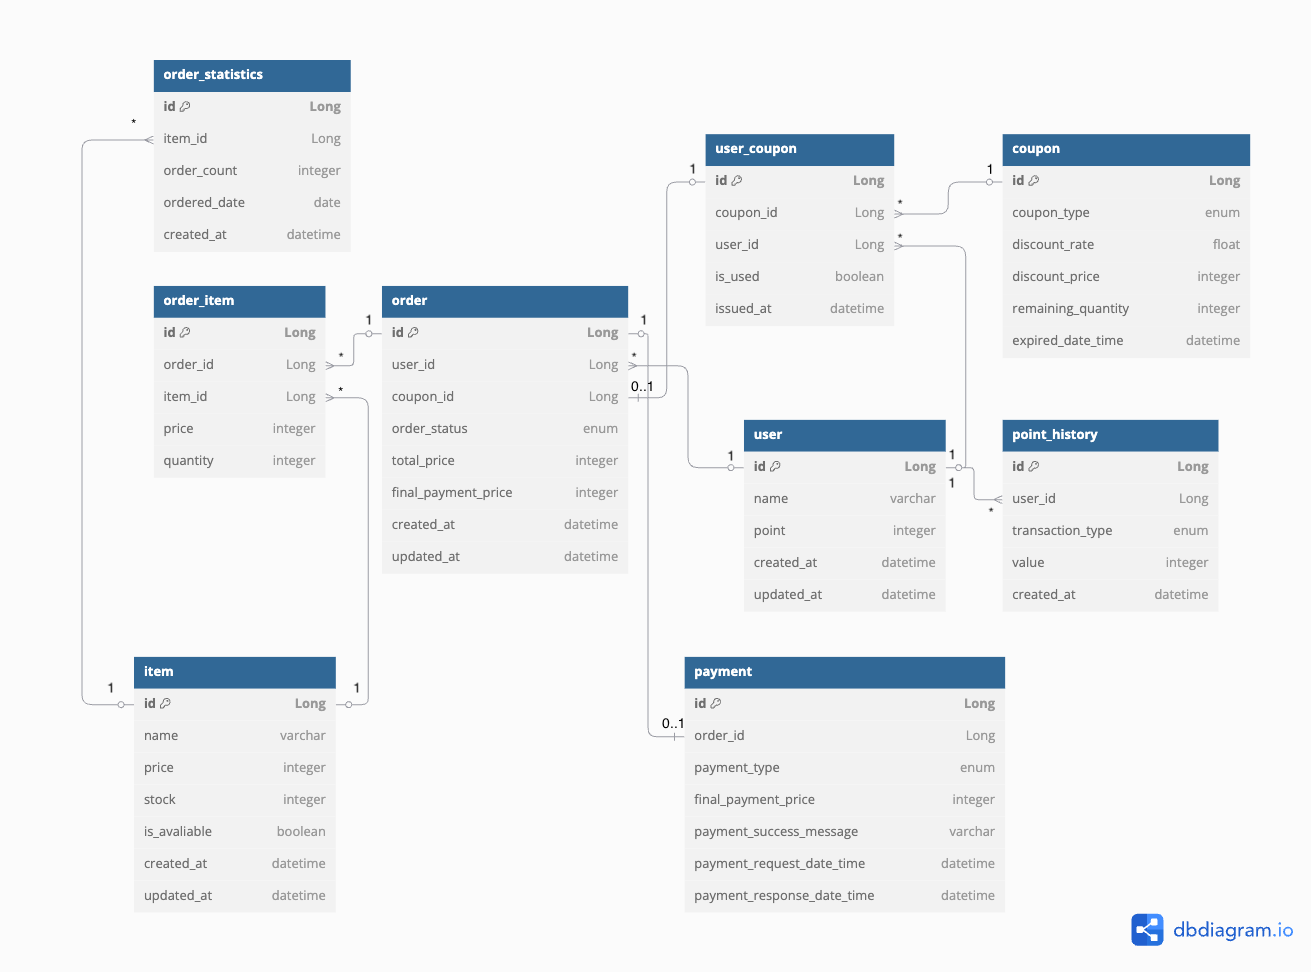 order_statistics
id Long
item_id Long
order_count integer
ordered_date date
created_at datetime
*
1
order_item
id Long
order_id Long
item_id Long
price integer
quantity integer
*
*
1
order
id Long
user_id Long
coupon_id Long
order_status enum
total_price integer
final_payment_price integer
created_at datetime
updated_at datetime
1
*
0..1
user_coupon
id Long
coupon_id Long
user_id Long
is_used boolean
issued_at datetime
1
*
*
coupon
id Long
coupon_type enum
discount_rate float
discount_price integer
remaining_quantity integer
expired_date_time datetime
1
user
id Long
name varchar
point integer
created_at datetime
updated_at datetime
1
1
1
point_history
id Long
user_id Long
transaction_type enum
value integer
created_at datetime
*
item
id Long
name varchar
price integer
stock integer
is_avaliable boolean
created_at datetime
updated_at datetime
1
payment
id Long
order_id Long
payment_type enum
final_payment_price integer
payment_success_message varchar
payment_request_date_time datetime
payment_response_date_time datetime
0..1
dbdiagram.io